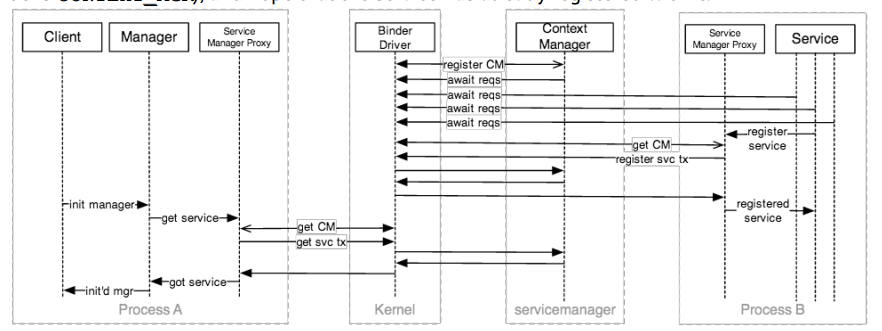 Client
Manager
Service
Manager Proxy
Binder
Driver
Context
Manager
Service
Manager Proxy
Service
register CM
await reqs
await reqs
await reqs
await reqs
register
service
get CM
register svc tx
init manager
registered
service
get service
get CM
get svc tx
got service
init'd mgr
Process A
Kernel
servicemanager
Process B